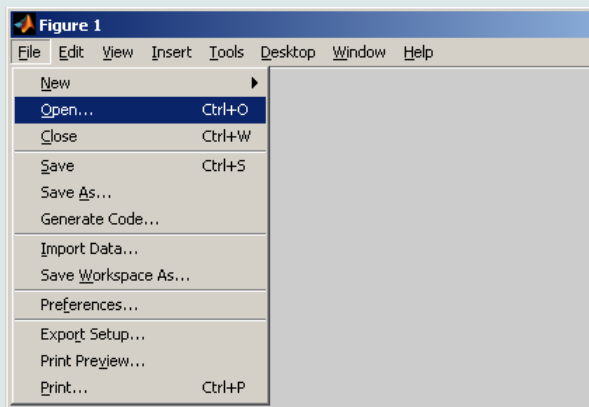 Figure 1
File Edit View Insert Tools Desktop Window Help
New
Open... Ctrl+O
Close Ctrl+W
Save Ctrl+S
Save As...
Generate Code...
Import Data...
Save Workspace As...
Preferences...
Export Setup...
Print Preview...
Print... Ctrl+P